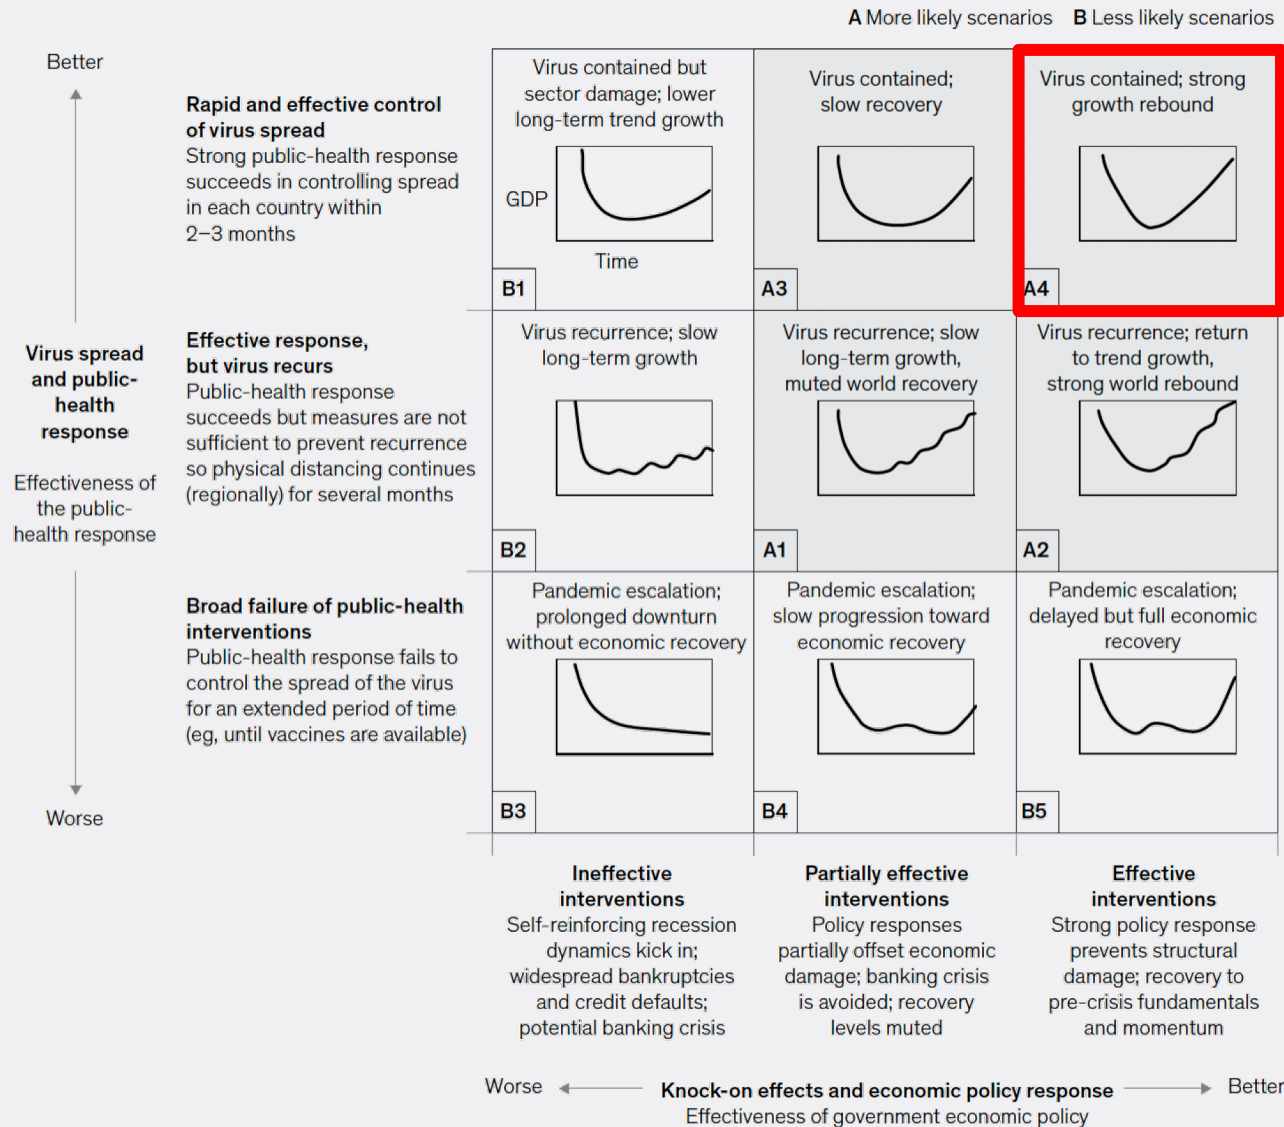 A More likely scenarios B Less likely scenarios
Better
Rapid and effective control
of virus spread
Strong public-health response
succeeds in controlling spread
in each country within
2–3 months
Virus contained but
sector damage; lower
long-term trend growth
GDP
Time
B1
Virus contained;
slow recovery
A3
Virus contained; strong
growth rebound
A4
Virus spread
and public-
health
response
Effectiveness of
the public-
health response
Effective response,
but virus recurs
Public-health response
succeeds but measures are not
sufficient to prevent recurrence
so physical distancing continues
(regionally) for several months
Virus recurrence; slow
long-term growth
B2
Virus recurrence; slow
long-term growth,
muted world recovery
A1
Virus recurrence; return
to trend growth,
strong world rebound
A2
Broad failure of public-health
interventions
Public-health response fails to
control the spread of the virus
for an extended period of time
(eg, until vaccines are available)
Pandemic escalation;
prolonged downturn
without economic recovery
B3
Pandemic escalation;
slow progression toward
economic recovery
B4
Pandemic escalation;
delayed but full economic
recovery
B5
Worse
Ineffective
interventions
Self-reinforcing recession
dynamics kick in;
widespread bankruptcies
and credit defaults;
potential banking crisis
Partially effective
interventions
Policy responses
partially offset economic
damage; banking crisis
is avoided; recovery
levels muted
Effective
interventions
Strong policy response
prevents structural
damage; recovery to
pre-crisis fundamentals
and momentum
Worse Knock-on effects and economic policy response Better
Effectiveness of government economic policy